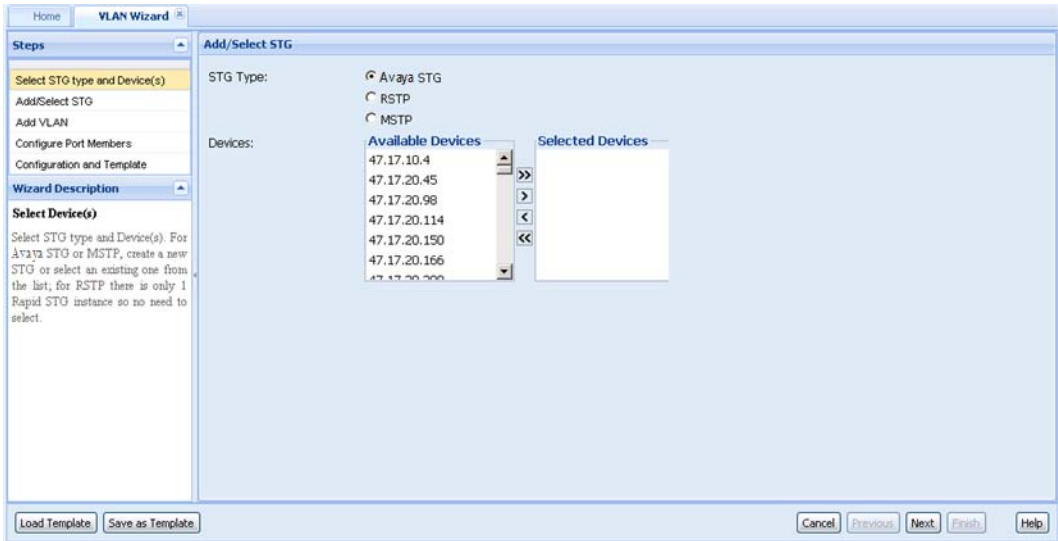 Home
VLAN Wizard
Steps
Select STG type and Device(s)
Add/Select STG
Add VLAN
Configure Port Members
Configuration and Template
Wizard Description
Select Device(s)
Select STG type and Device(s). For
Avaya STG or MSTP, create a new
STG or select an existing one from
the list; for RSTP there is only 1
Rapid STG instance so no need to
select.
Add/Select STG
STG Type:
Avaya STG
RSTP
MSTP
Devices:
Available Devices
47.17.10.4
47.17.20.45
47.17.20.98
47.17.20.114
47.17.20.150
47.17.20.166
>>
>
<
<<
Selected Devices
Load Template
Save as Template
Cancel
Previous
Next
Finish
Help